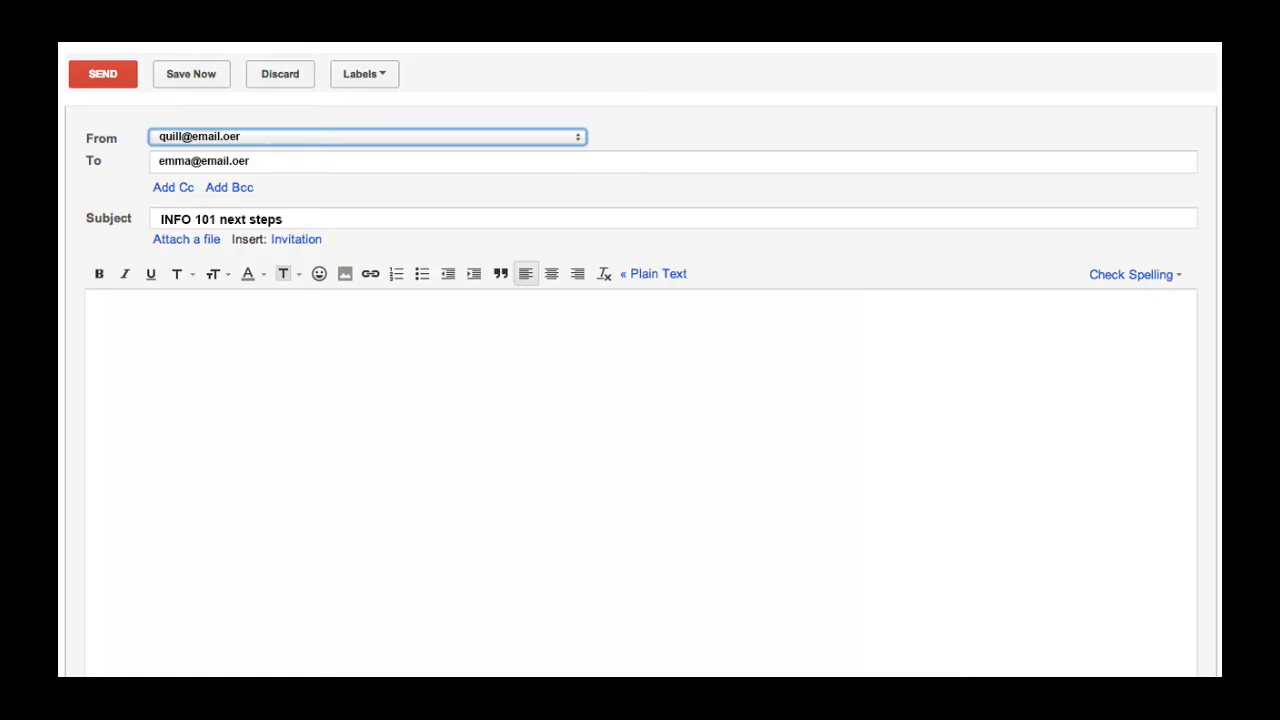 SEND Save Now Discard Labels
From quill@email.oer
To emma@email.oer
Add Cc Add Bcc
Subject INFO 101 next steps
Attach a file Insert: Invitation
B I U T T A T « Plain Text Check Spelling